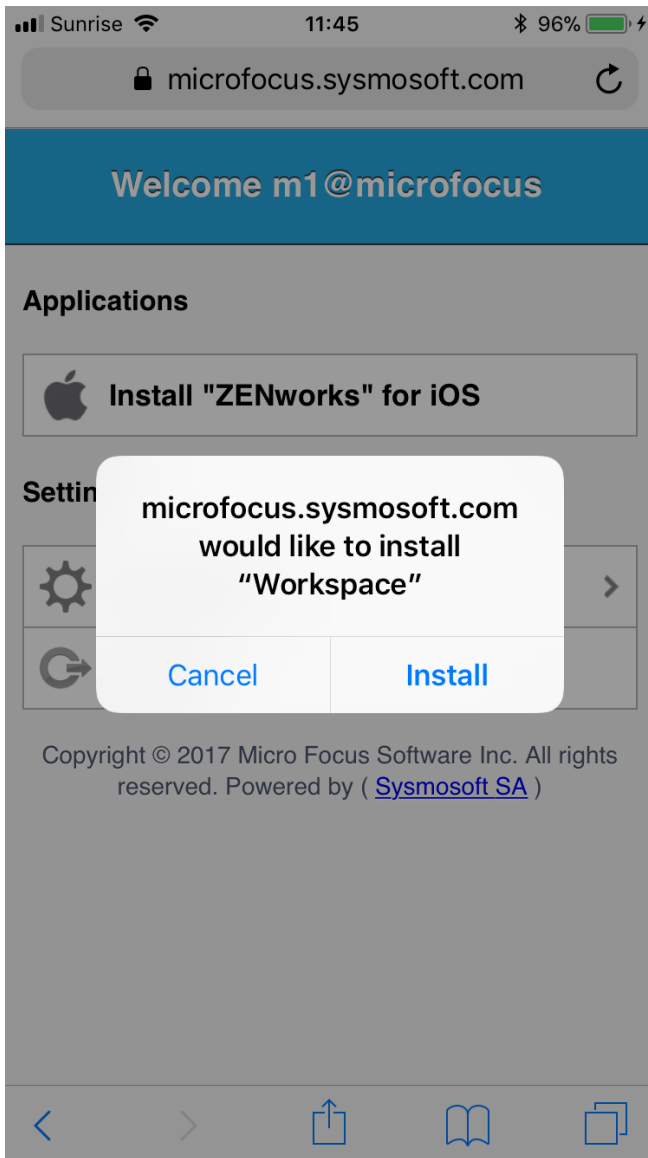 Sunrise 11:45 96%
microfocus.sysmosoft.com
Welcome m1@microfocus
Applications
Install "ZENworks" for iOS
Settin
microfocus.sysmosoft.com
would like to install
“Workspace”
Cancel Install
Copyright © 2017 Micro Focus Software Inc. All rights
reserved. Powered by ( Sysmosoft SA )